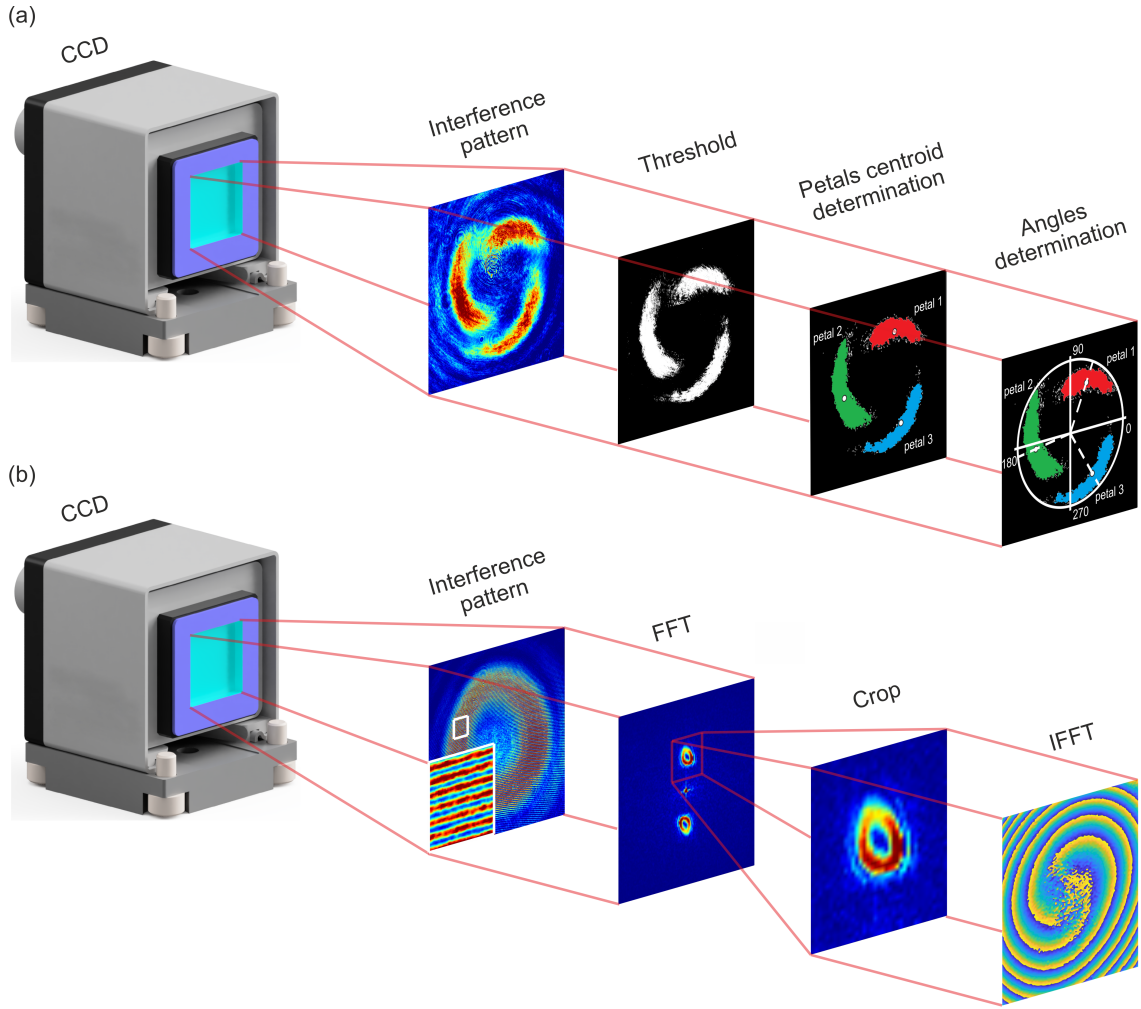 (a)
CCD
Interference
pattern
Threshold
Petals centroid
determination
Angles
determination
petal 1
petal 2
petal 3
90
petal 1
petal 2
0
180
petal 3
270
(b)
CCD
Interference
pattern
FFT
Crop
IFFT